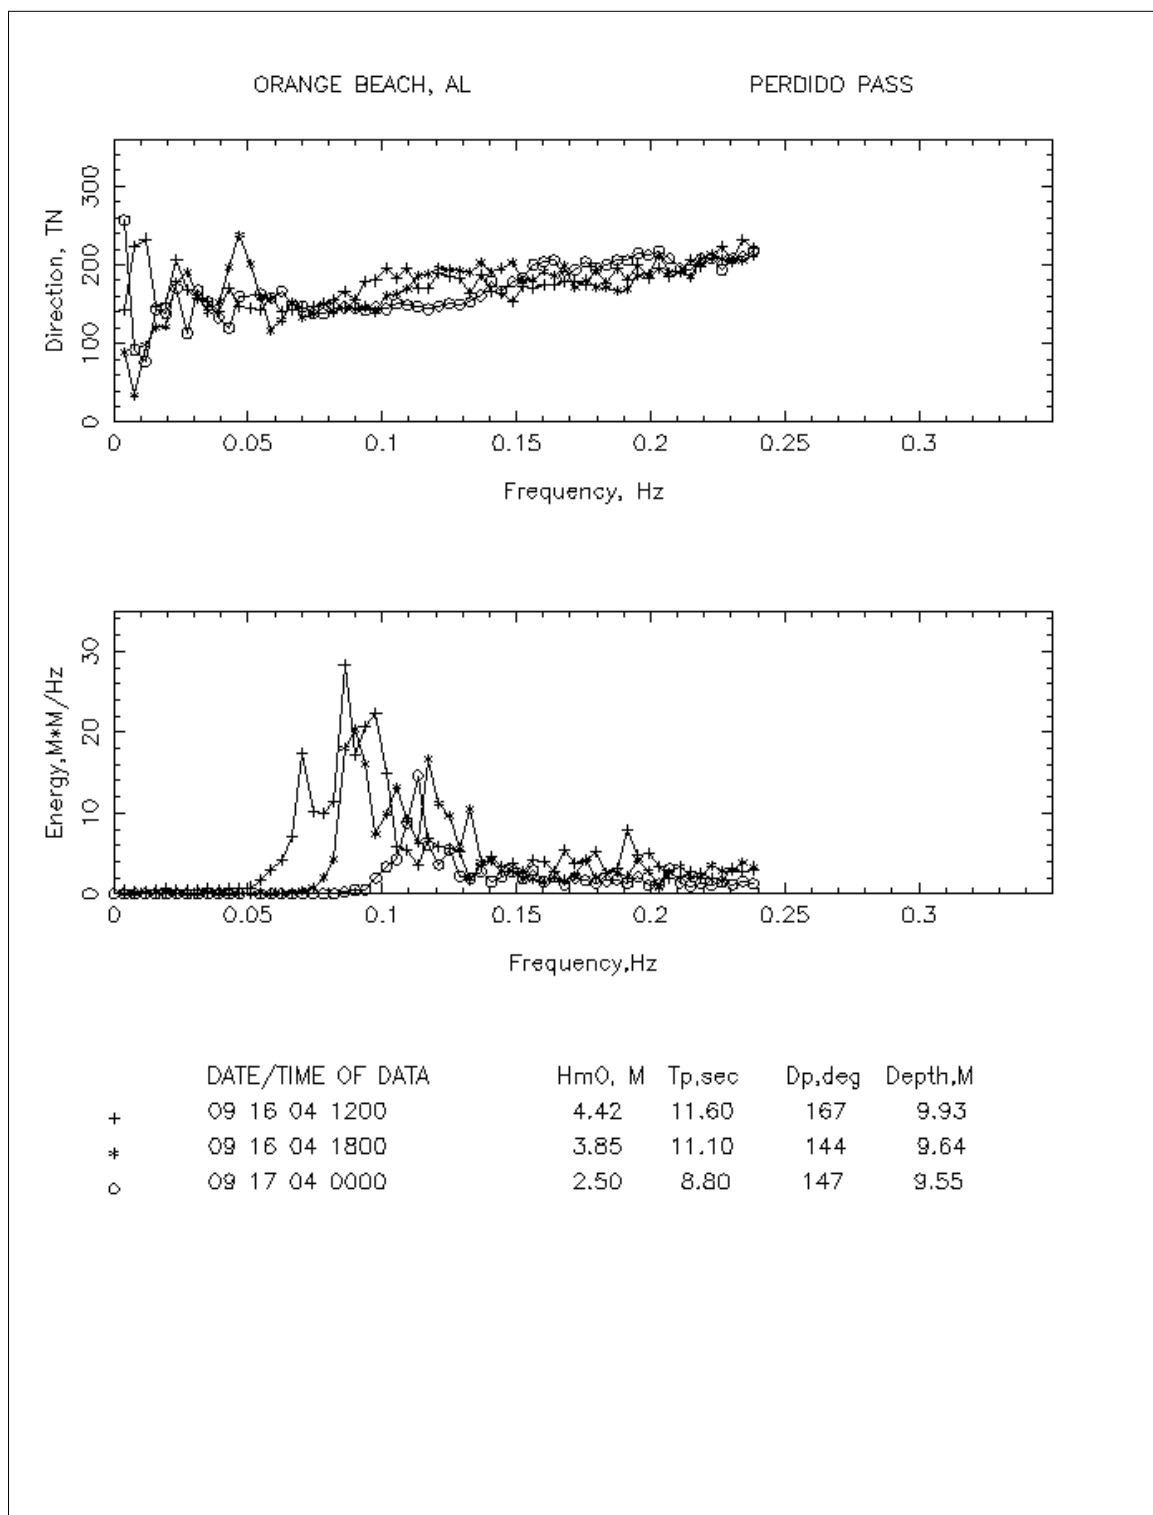 ORANGE BEACH, AL PERDIDO PASS
300
200
100
0
Direction, TN
0 0.05 0.1 0.15 0.2 0.25 0.3
Frequency, Hz
30
20
10
0
Energy,M*M/Hz
0 0.05 0.1 0.15 0.2 0.25 0.3
Frequency,Hz
DATE/TIME OF DATA Hm0, M Tp,sec Dp,deg Depth,M
+ 09 16 04 1200 4.42 11.60 167 9.93
* 09 16 04 1800 3.85 11.10 144 9.64
o 09 17 04 0000 2.50 8.80 147 9.55